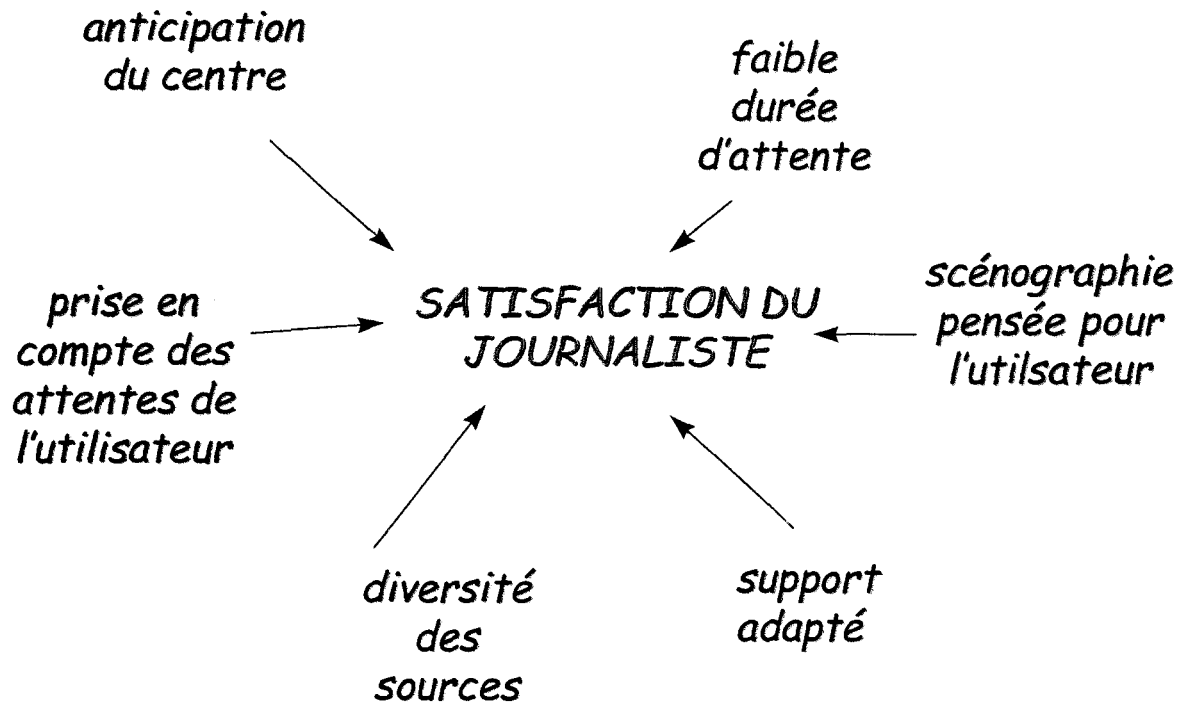 anticipation
du centre
faible
durée
d'attente
prise en
compte des
attentes de
l'utilisateur
SATISFACTION DU
JOURNALISTE
scénographie
pensée pour
l'utilsateur
diversité
des
sources
support
adapté